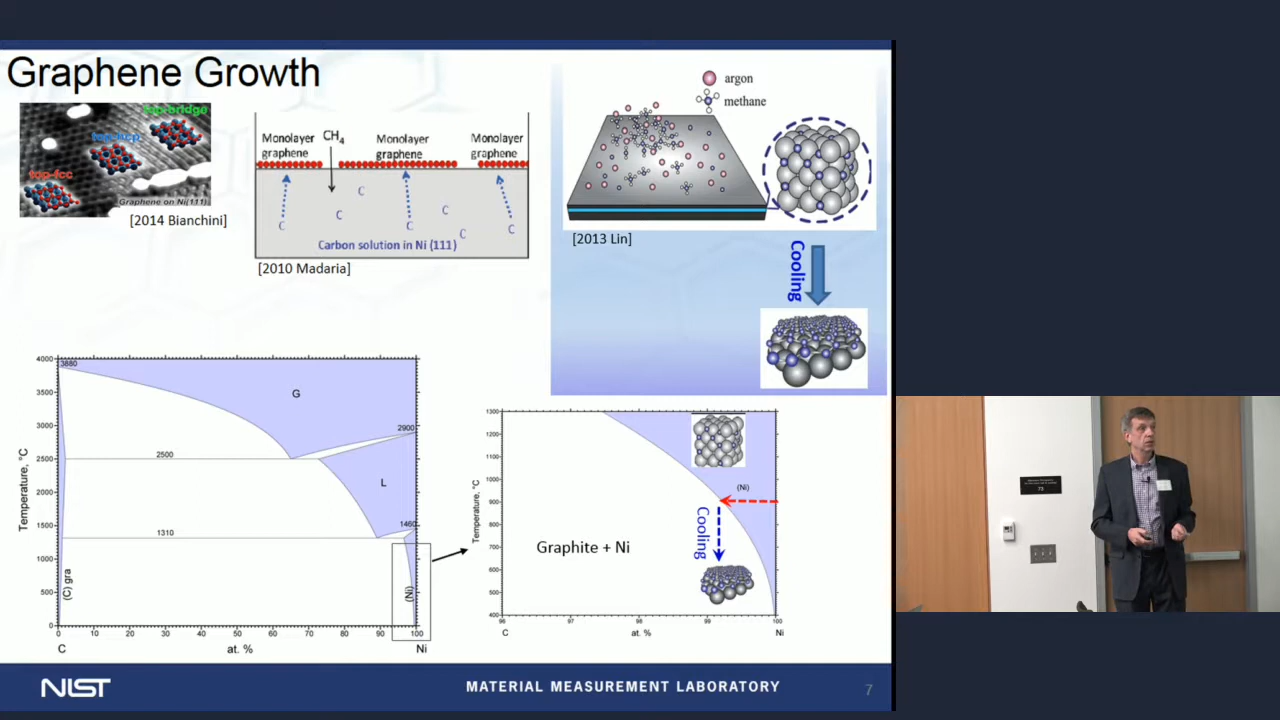 Graphene Growth
top-bridge
top-hcp
top-fcc
Graphene on Ni(111)
[2014 Bianchini]
Monolayer
graphene
CH4
Monolayer
graphene
Monolayer
graphene
C
C
C
C
C
C
C
Carbon solution in Ni (111)
[2010 Madaria]
argon
methane
[2013 Lin]
Cooling
4000
3500
3000
2500
2000
1500
1000
500
0
Temperature, °C
3880
G
2900
2500
L
1460
1310
(C) gra
(Ni)
0 10 20 30 40 50 60 70 80 90 100
C at. % Ni
1300
1200
1100
1000
900
800
700
600
500
400
Temperature, °C
(Ni)
Cooling
Graphite + Ni
96 97 98 99 100
C at. % Ni
NIST
MATERIAL MEASUREMENT LABORATORY
7